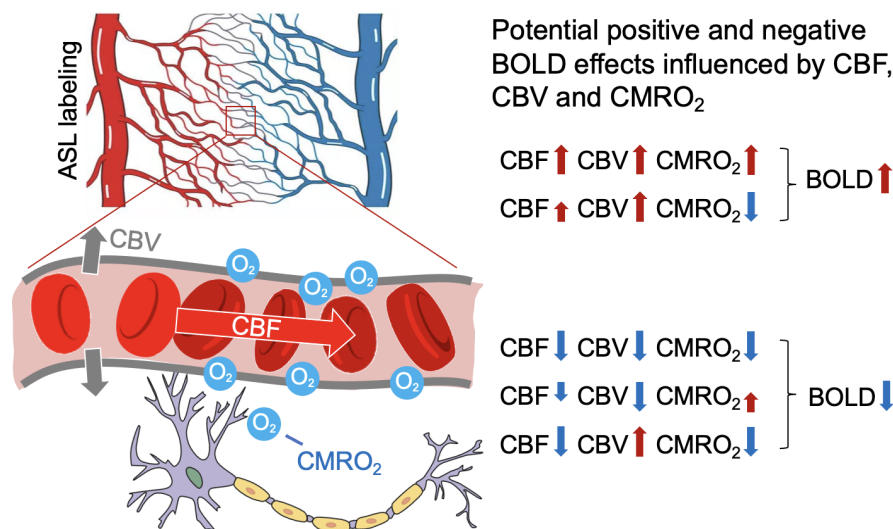 ASL labeling
Potential positive and negative
BOLD effects influenced by CBF,
CBV and CMRO₂
CBF CBV CMRO₂
CBF CBV CMRO₂
BOLD
CBV
O₂
O₂
O₂
CBF
O₂
O₂
O₂
O₂
CMRO₂
CBF CBV CMRO₂
CBF CBV CMRO₂
CBF CBV CMRO₂
BOLD